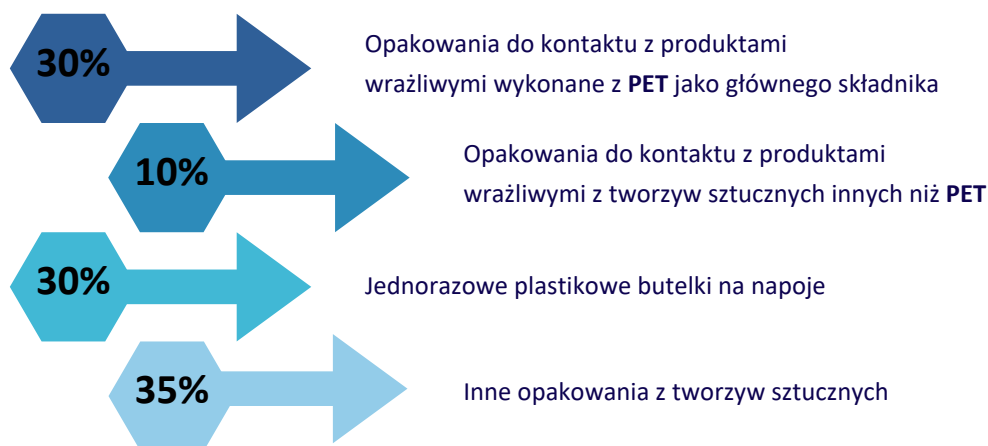 30%
Opakowania do kontaktu z produktami
wrażliwymi wykonane z PET jako głównego składnika
10%
Opakowania do kontaktu z produktami
wrażliwymi z tworzyw sztucznych innych niż PET
30%
Jednorazowe plastikowe butelki na napoje
35%
Inne opakowania z tworzyw sztucznych